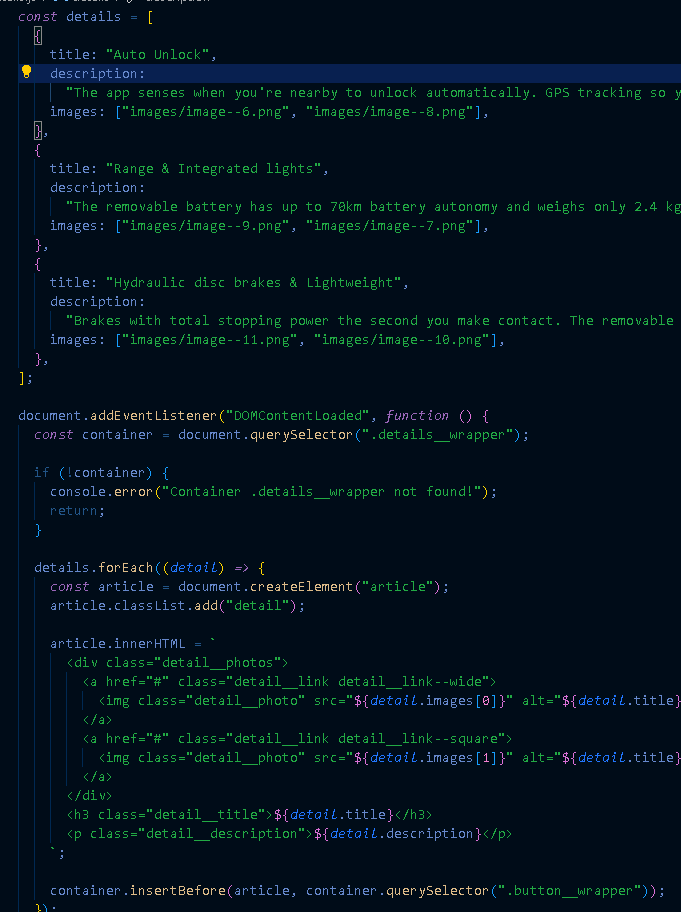 const details = [
{
title: "Auto Unlock",
description:
"The app senses when you're nearby to unlock automatically. GPS tracking so y
images: ["images/image--6.png", "images/image--8.png"],
},
{
title: "Range & Integrated lights",
description:
"The removable battery has up to 70km battery autonomy and weighs only 2.4 kg
images: ["images/image--9.png", "images/image--7.png"],
},
{
title: "Hydraulic disc brakes & Lightweight",
description:
"Brakes with total stopping power the second you make contact. The removable
images: ["images/image--11.png", "images/image--10.png"],
},
];
document.addEventListener("DOMContentLoaded", function () {
const container = document.querySelector(".details__wrapper");
if (!container) {
console.error("Container .details__wrapper not found!");
return;
}
details.forEach((detail) => {
const article = document.createElement("article");
article.classList.add("detail");
article.innerHTML = `
<div class="detail__photos">
<a href="#" class="detail__link detail__link--wide">
<img class="detail__photo" src="${detail.images[0]}" alt="${detail.title}
</a>
<a href="#" class="detail__link detail__link--square">
<img class="detail__photo" src="${detail.images[1]}" alt="${detail.title}
</a>
</div>
<h3 class="detail__title">${detail.title}</h3>
<p class="detail__description">${detail.description}</p>
`;
container.insertBefore(article, container.querySelector(".button__wrapper"));
});